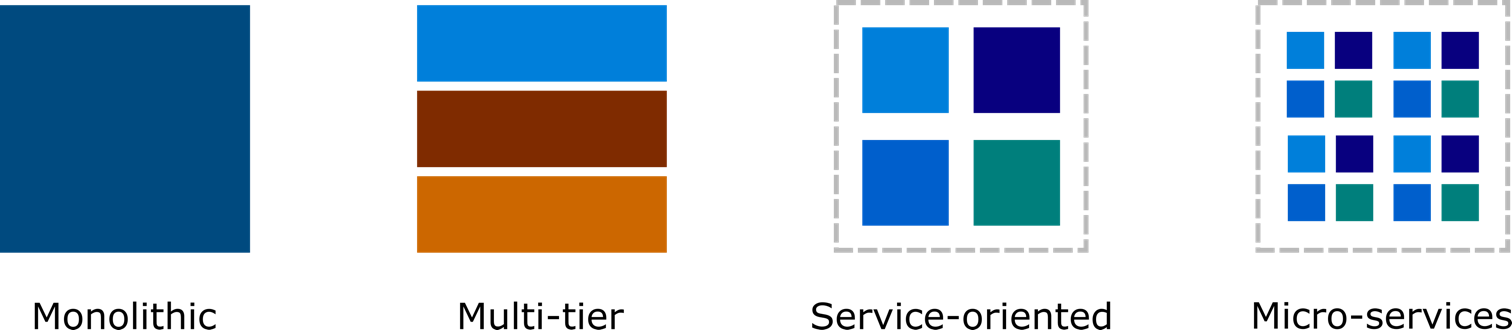 Monolithic
Multi-tier
Service-oriented
Micro-services